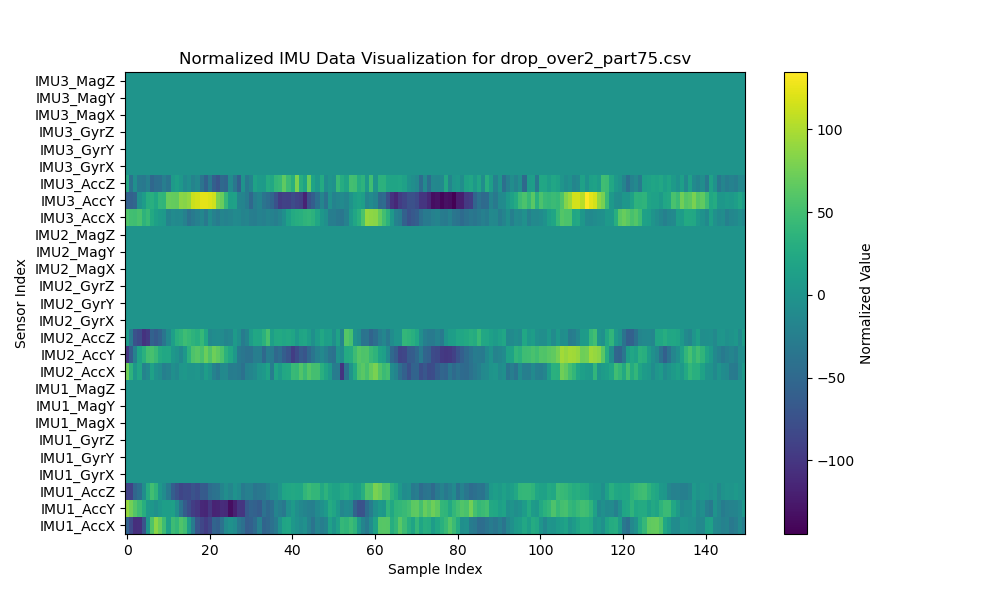 Normalized IMU Data Visualization for drop_over2_part75.csv
IMU3_MagZ
IMU3_MagY
IMU3_MagX
IMU3_GyrZ
IMU3_GyrY
IMU3_GyrX
IMU3_AccZ
IMU3_AccY
IMU3_AccX
IMU2_MagZ
IMU2_MagY
IMU2_MagX
IMU2_GyrZ
IMU2_GyrY
IMU2_GyrX
IMU2_AccZ
IMU2_AccY
IMU2_AccX
IMU1_MagZ
IMU1_MagY
IMU1_MagX
IMU1_GyrZ
IMU1_GyrY
IMU1_GyrX
IMU1_AccZ
IMU1_AccY
IMU1_AccX
Sensor Index
0 20 40 60 80 100 120 140
Sample Index
100
50
0
−50
−100
Normalized Value